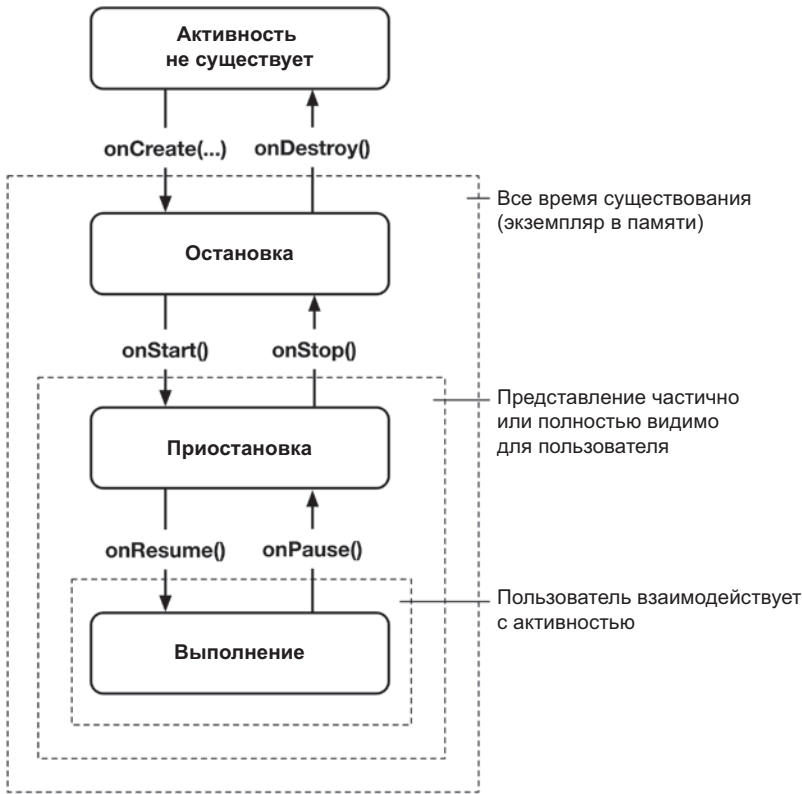 Активность
не существует
onCreate(...)
onDestroy()
Все время существования
(экземпляр в памяти)
Остановка
onStart()
onStop()
Представление частично
или полностью видимо
для пользователя
Приостановка
onResume()
onPause()
Пользователь взаимодействует
с активностью
Выполнение